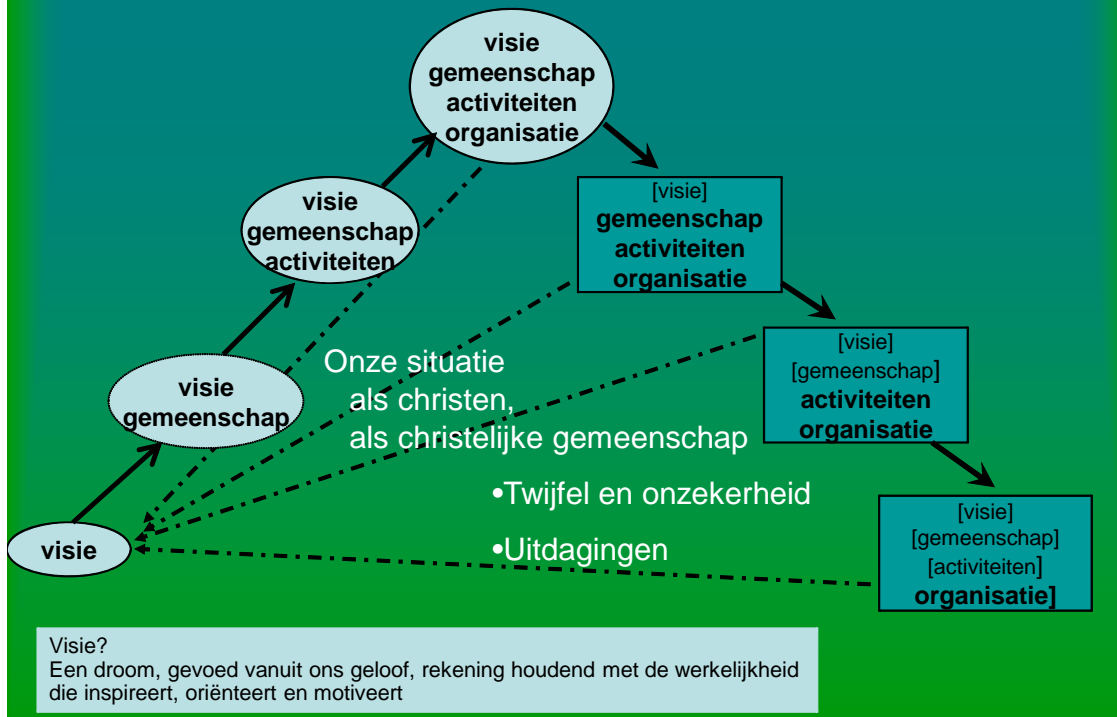 visie
gemeenschap
activiteiten
organisatie
visie
gemeenschap
activiteiten
visie
gemeenschap
visie
[visie]
gemeenschap
activiteiten
organisatie
[visie]
[gemeenschap]
activiteiten
organisatie
[visie]
[gemeenschap]
[activiteiten]
organisatie]
Onze situatie
als christen,
als christelijke gemeenschap
•Twijfel en onzekerheid
•Uitdagingen
Visie?
Een droom, gevoed vanuit ons geloof, rekening houdend met de werkelijkheid
die inspireert, oriënteert en motiveert